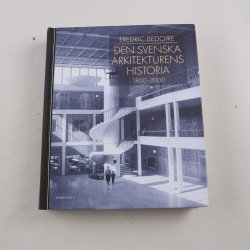 FREDRIC BEDOIRE
DEN SVENSKA
ARKITEKTURENS
HISTORIA
1800–2000